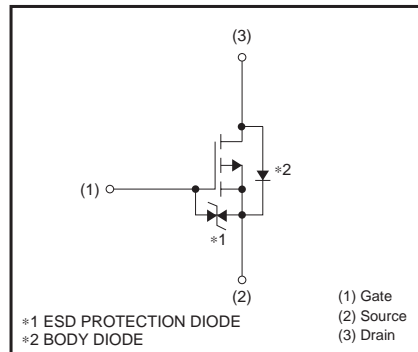 (3)
∗2
(1)
∗1
(2)
∗1 ESD PROTECTION DIODE
∗2 BODY DIODE
(1) Gate
(2) Source
(3) Drain